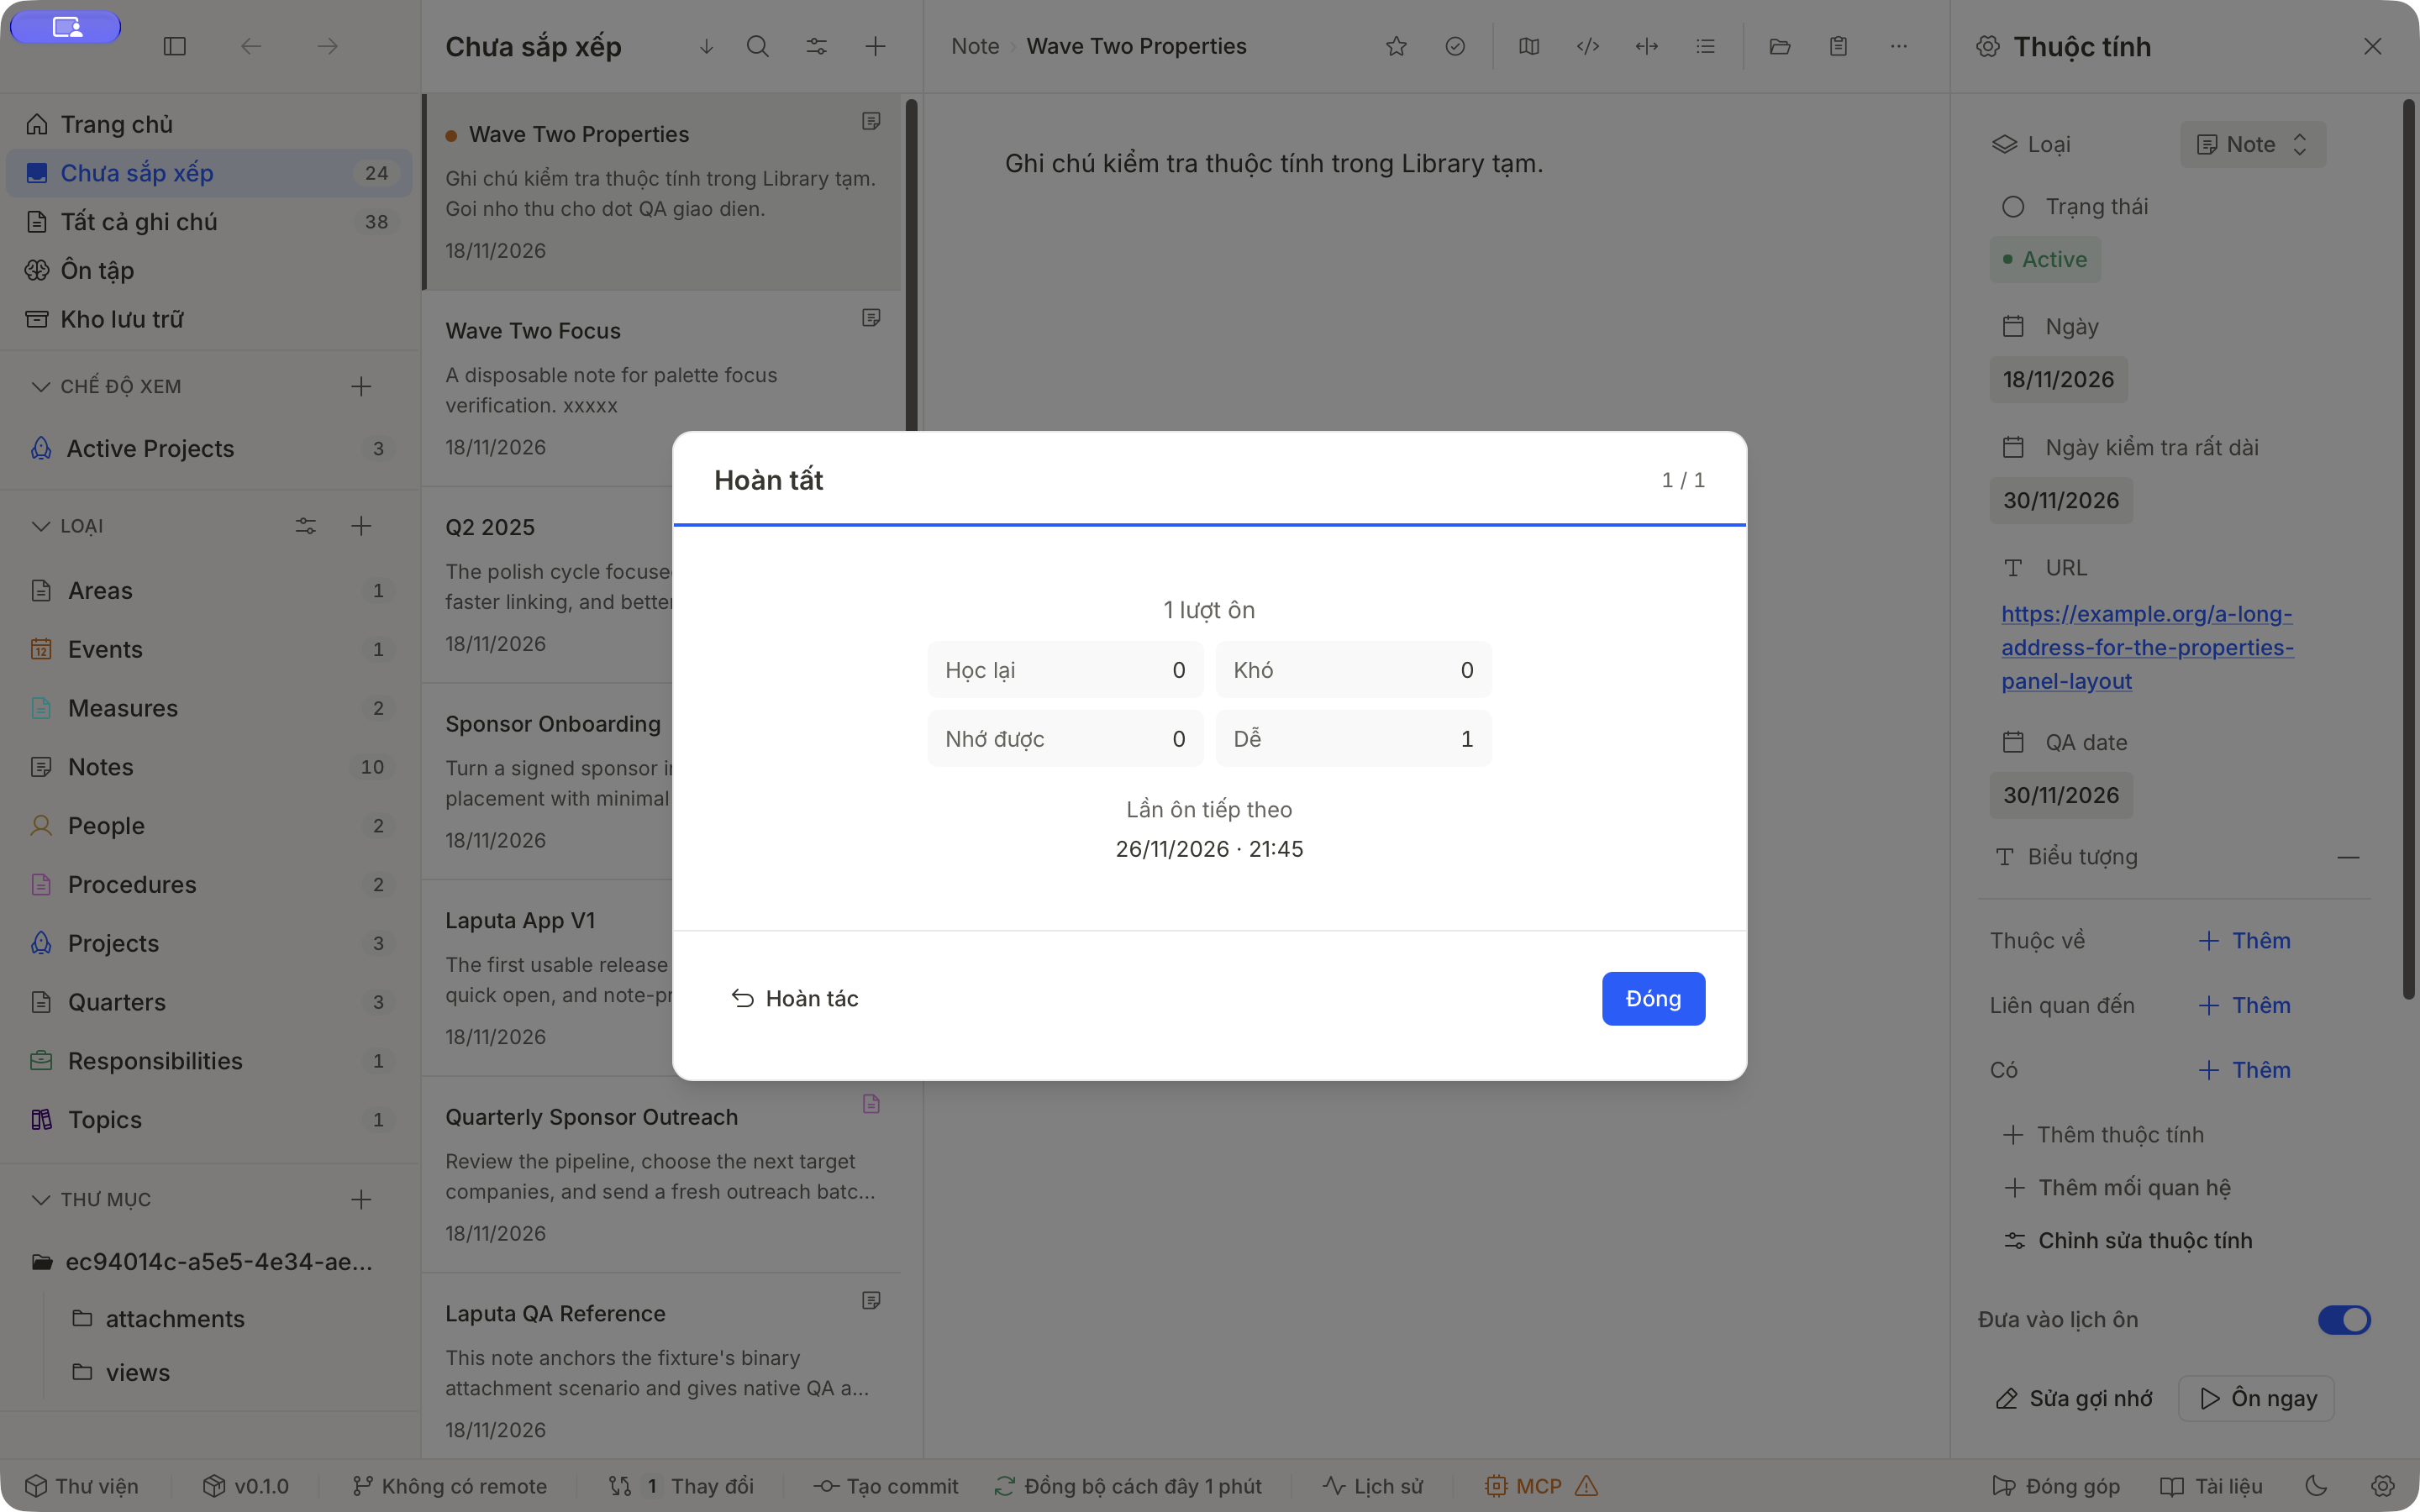 Trang chủ
Chưa sắp xếp 24
Tất cả ghi chú 38
Ôn tập
Kho lưu trữ
CHẾ ĐỘ XEM
Active Projects 3
LOẠI
Areas 1
Events 1
Measures 2
Notes 10
People 2
Procedures 2
Projects 3
Quarters 3
Responsibilities 1
Topics 1
THƯ MỤC
ec94014c-a5e5-4e34-ae...
attachments
views
Chưa sắp xếp
Wave Two Properties
Ghi chú kiểm tra thuộc tính trong Library tạm.
Goi nho thu cho dot QA giao dien.
18/11/2026
Wave Two Focus
A disposable note for palette focus
verification. xxxxx
18/11/2026
Q2 2025
The polish cycle focuse
faster linking, and better
18/11/2026
Sponsor Onboarding
Turn a signed sponsor i
placement with minimal
18/11/2026
Laputa App V1
The first usable release
quick open, and note-pr
18/11/2026
Quarterly Sponsor Outreach
Review the pipeline, choose the next target
companies, and send a fresh outreach batc...
18/11/2026
Laputa QA Reference
This note anchors the fixture's binary
attachment scenario and gives native QA a...
18/11/2026
Note › Wave Two Properties
Ghi chú kiểm tra thuộc tính trong Library tạm.
Hoàn tất 1 / 1
1 lượt ôn
Học lại 0 Khó 0
Nhớ được 0 Dễ 1
Lần ôn tiếp theo
26/11/2026 · 21:45
Hoàn tác Đóng
Thuộc tính
Loại Note
Trạng thái
Active
Ngày
18/11/2026
Ngày kiểm tra rất dài
30/11/2026
URL
https://example.org/a-long-
address-for-the-properties-
panel-layout
QA date
30/11/2026
Biểu tượng —
Thuộc về Thêm
Liên quan đến Thêm
Có Thêm
Thêm thuộc tính
Thêm mối quan hệ
Chỉnh sửa thuộc tính
Đưa vào lịch ôn
Sửa gợi nhớ Ôn ngay
Thư viện v0.1.0 Không có remote 1 Thay đổi Tạo commit Đồng bộ cách đây 1 phút Lịch sử MCP Đóng góp Tài liệu